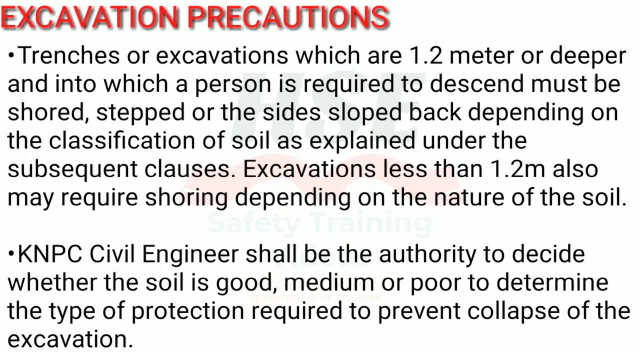 EXCAVATION PRECAUTIONS
•Trenches or excavations which are 1.2 meter or deeper
and into which a person is required to descend must be
shored, stepped or the sides sloped back depending on
the classification of soil as explained under the
subsequent clauses. Excavations less than 1.2m also
may require shoring depending on the nature of the soil.
HSE
Safety Training
•KNPC Civil Engineer shall be the authority to decide
whether the soil is good, medium or poor to determine
the type of protection required to prevent collapse of the
excavation.